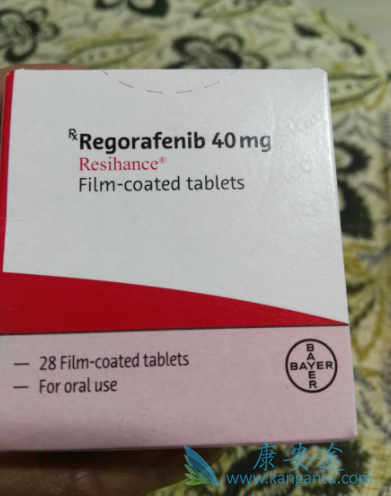 ℞Regorafenib 40 mg
Resihance®
Film-coated tablets
— 28 Film-coated tablets
— For oral use
BAYER
BAYER
康安途
www.kangantu.com